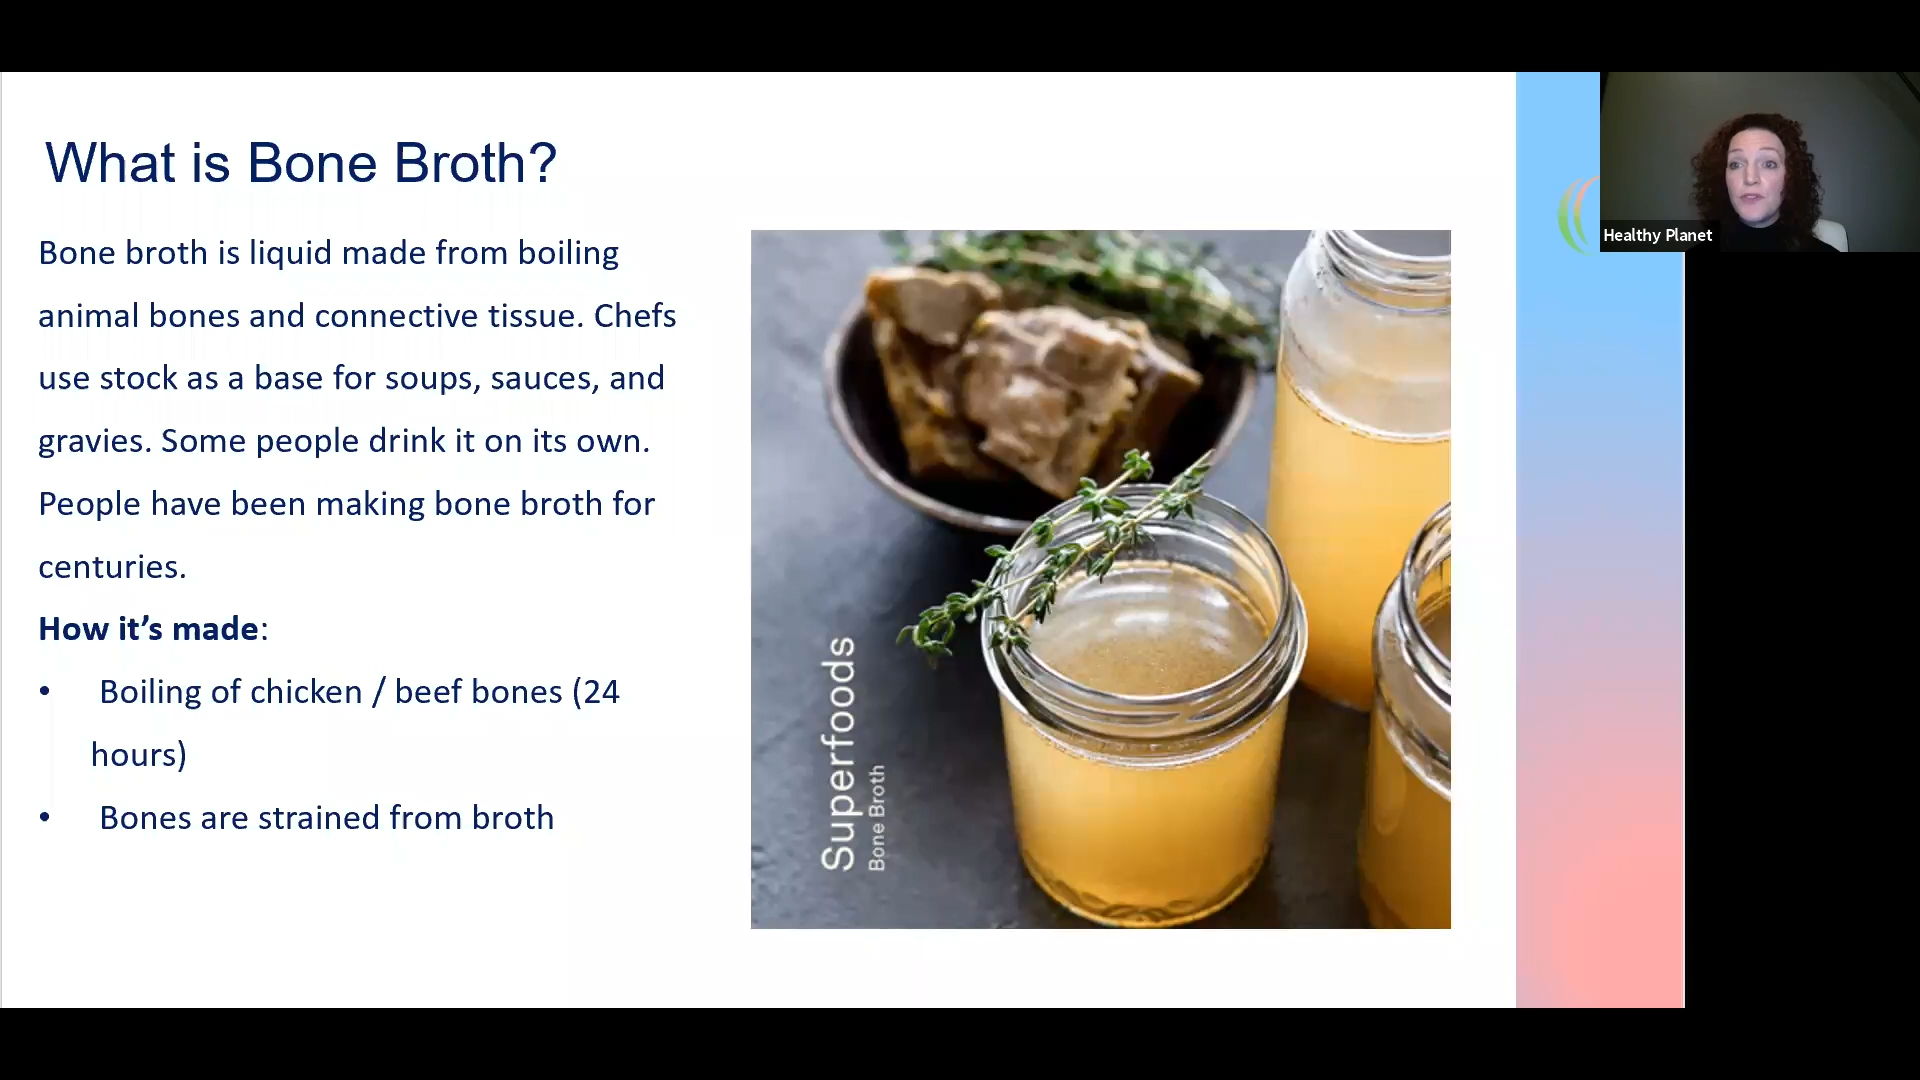 What is Bone Broth?
Bone broth is liquid made from boiling
animal bones and connective tissue. Chefs
use stock as a base for soups, sauces, and
gravies. Some people drink it on its own.
People have been making bone broth for
centuries.
How it’s made:
• Boiling of chicken / beef bones (24
hours)
• Bones are strained from broth
Superfoods
Bone Broth
Healthy Planet